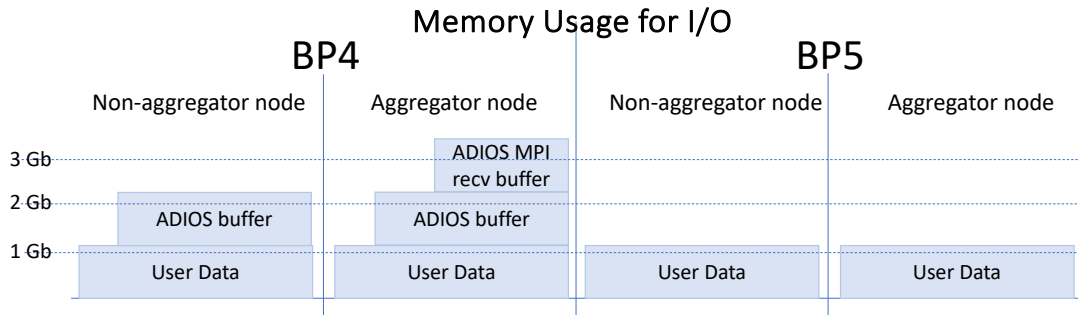 Memory Usage for I/O
BP4
BP5
Non-aggregator node
Aggregator node
Non-aggregator node
Aggregator node
3 Gb
ADIOS MPI
recv buffer
2 Gb
ADIOS buffer
ADIOS buffer
1 Gb
User Data
User Data
User Data
User Data